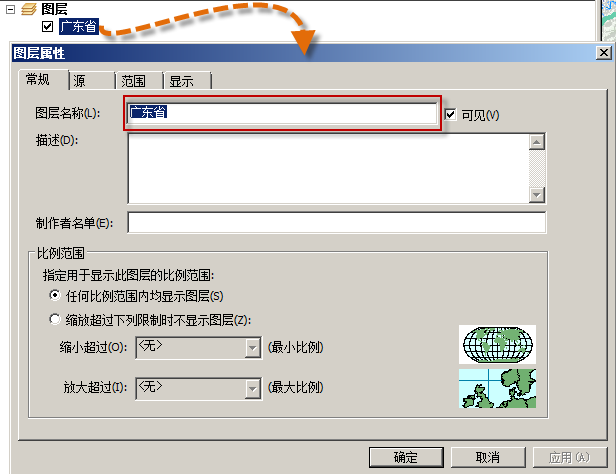 图层
广东省
图层属性
常规 源 范围 显示
图层名称(L): 广东省 可见(V)
描述(D):
制作者名单(E):
比例范围
指定用于显示此图层的比例范围:
任何比例范围内均显示图层(S)
缩放超过下列限制时不显示图层(Z):
缩小超过(O): <无> (最小比例)
放大超过(I): <无> (最大比例)
确定 取消 应用(A)